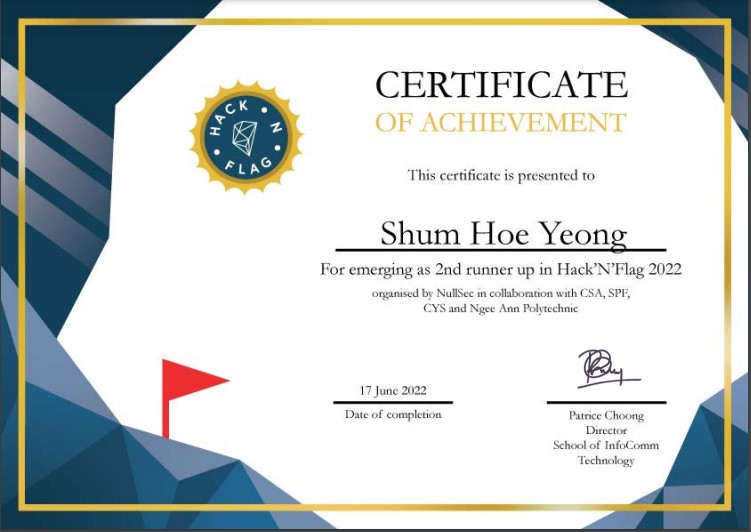 HACK N
FLAG
CERTIFICATE
OF ACHIEVEMENT
This certificate is presented to
Shum Hoe Yeong
For emerging as 2nd runner up in Hack'N'Flag 2022
organised by NullSec in collaboration with CSA, SPF,
CYS and Ngee Ann Polytechnic
17 June 2022
Date of completion
Patrice Choong
Director
School of InfoComm
Technology